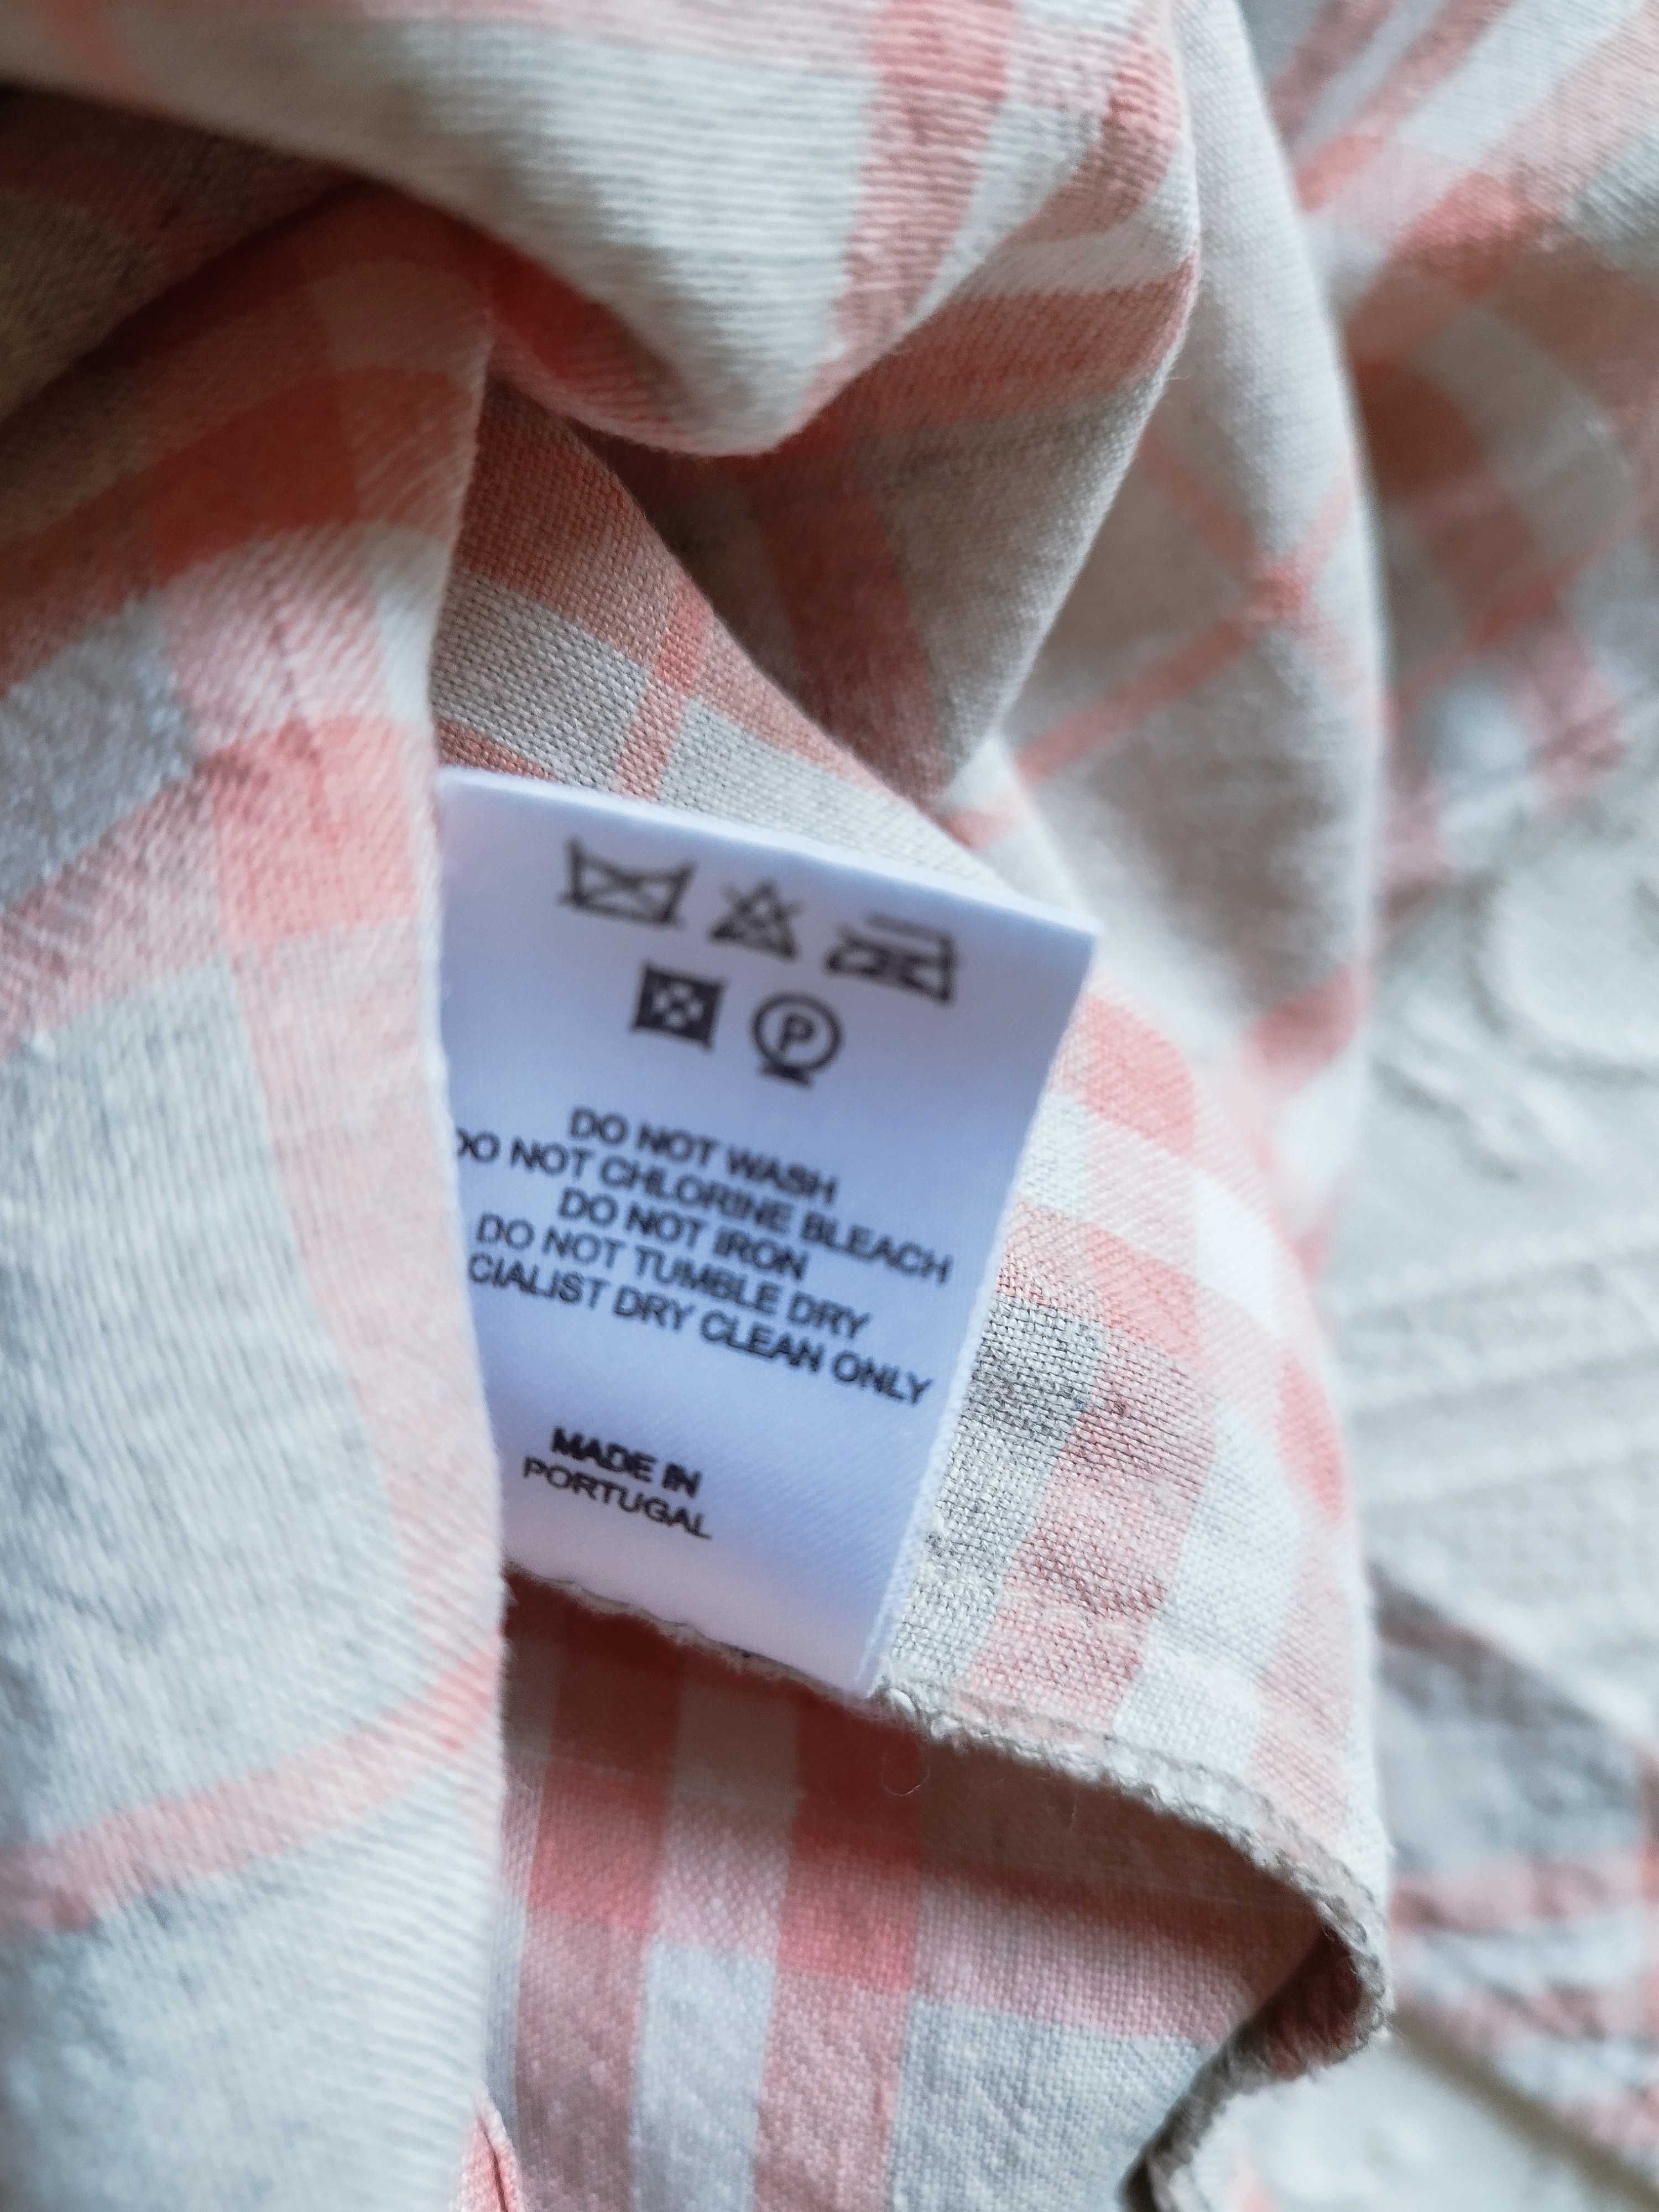 P
DO NOT WASH
DO NOT CHLORINE BLEACH
DO NOT IRON
DO NOT TUMBLE DRY
CIALIST DRY CLEAN ONLY
MADE IN
PORTUGAL